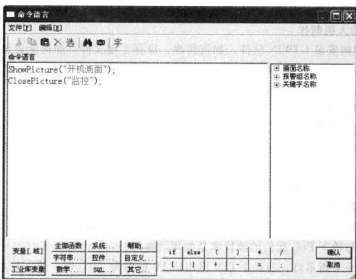 命令语言
文件[F] 编辑[E]
选 字
命令语言
ShowPicture("开机画面");
ClosePicture("监控");
画面名称
报警组名称
关键字名称
变量[.域]
工业库变量
全部函数 系统... 帮助...
字符串... 控件... 自定义...
数学... SQL... 其它...
if else ( ) * /
{ } + - = ;
确认
取消